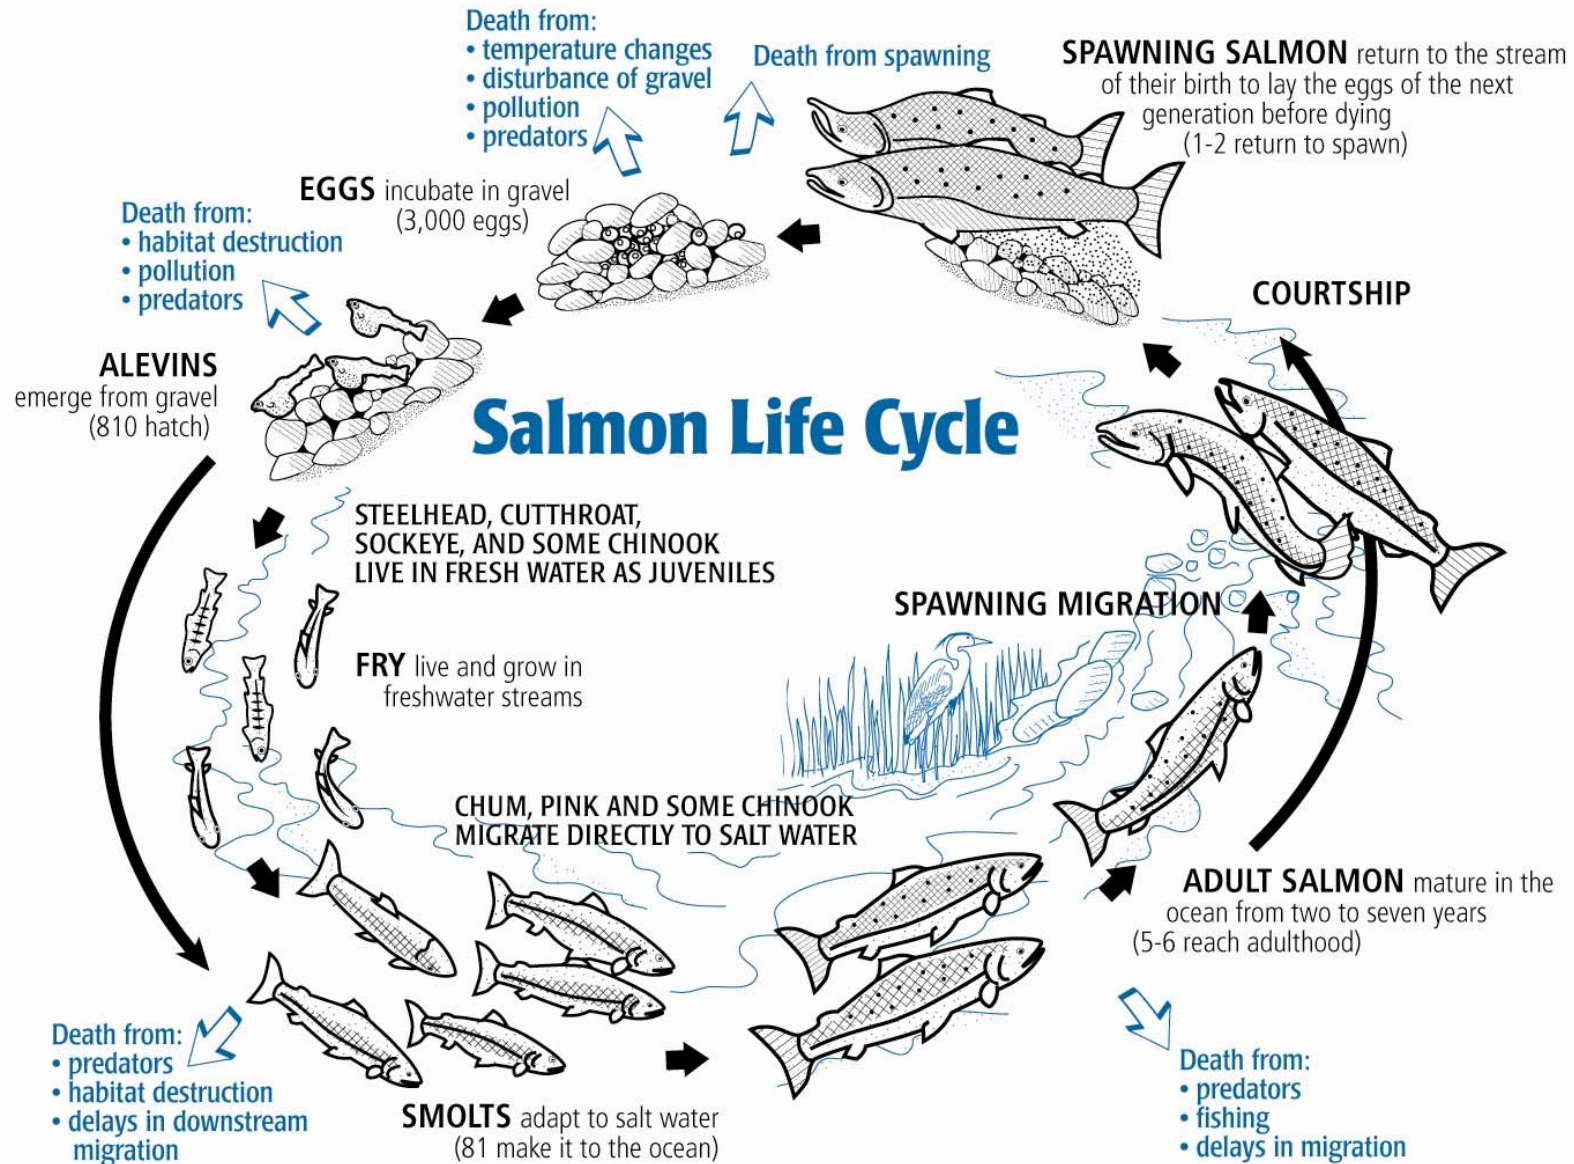 Death from:
• temperature changes
• disturbance of gravel
• pollution
• predators
Death from spawning
SPAWNING SALMON return to the stream
of their birth to lay the eggs of the next
generation before dying
(1-2 return to spawn)
EGGS incubate in gravel
(3,000 eggs)
Death from:
• habitat destruction
• pollution
• predators
COURTSHIP
ALEVINS
emerge from gravel
(810 hatch)
Salmon Life Cycle
STEELHEAD, CUTTHROAT,
SOCKEYE, AND SOME CHINOOK
LIVE IN FRESH WATER AS JUVENILES
SPAWNING MIGRATION
FRY live and grow in
freshwater streams
CHUM, PINK AND SOME CHINOOK
MIGRATE DIRECTLY TO SALT WATER
ADULT SALMON mature in the
ocean from two to seven years
(5-6 reach adulthood)
Death from:
• predators
• habitat destruction
• delays in downstream
migration
SMOLTS adapt to salt water
(81 make it to the ocean)
Death from:
• predators
• fishing
• delays in migration